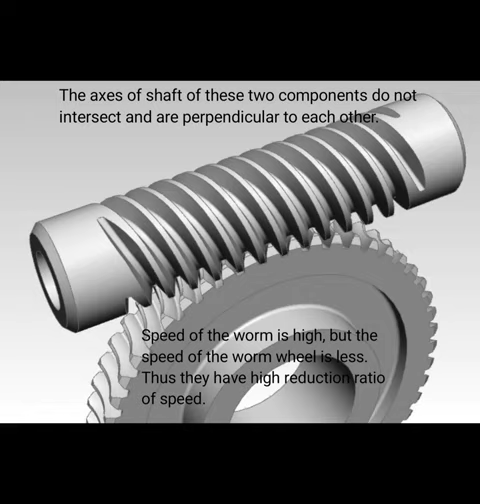 The axes of shaft of these two components do not
intersect and are perpendicular to each other.
Speed of the worm is high, but the
speed of the worm wheel is less.
Thus they have high reduction ratio
of speed.